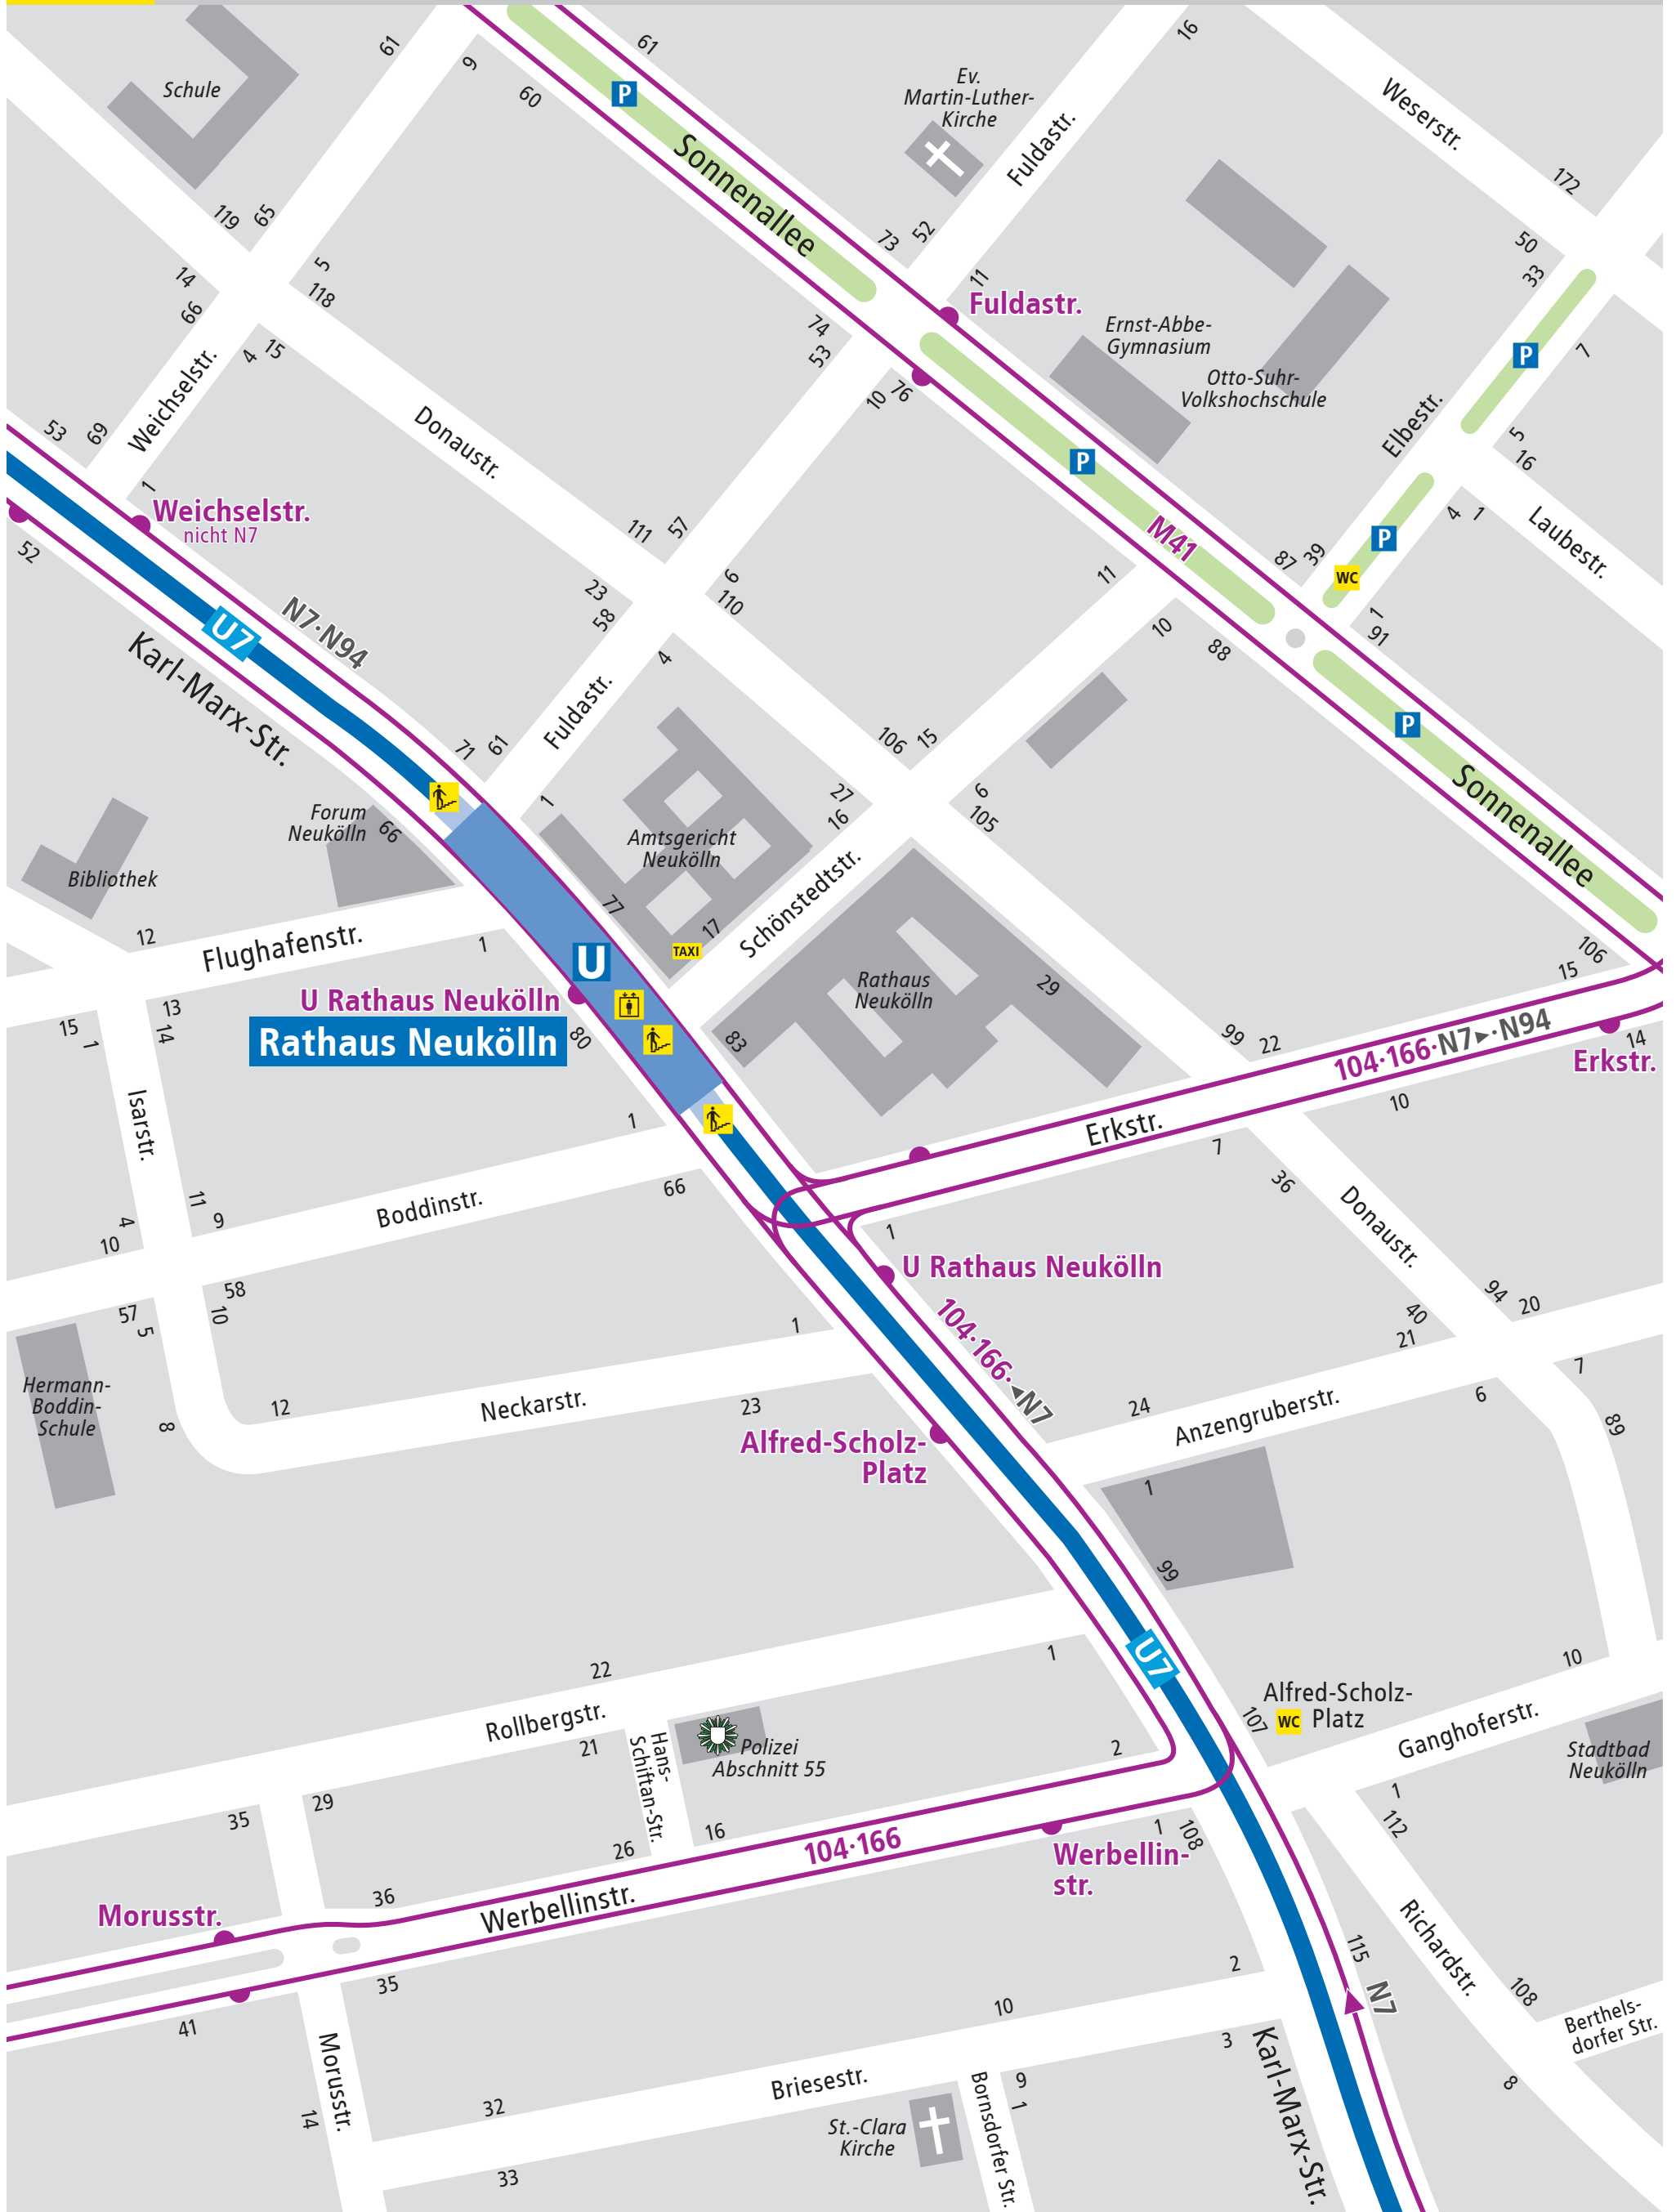 61
9
60
P
61
Schule
Sonnenallee
Ev.
Martin-Luther-
Kirche
Fuldastr.
16
Weserstr.
172
50
33
7
P
119
65
14
66
5
118
4
15
Weichselstr.
53
69
1
73
52
11
Fuldastr.
74
53
10
76
Ernst-Abbe-
Gymnasium
Otto-Suhr-
Volkshochschule
Elbestr.
5
16
4
1
Laubestr.
P
P
WC
M41
87
39
1
91
Donaustr.
Weichselstr.
nicht N7
52
U7
N7·N94
Karl-Marx-Str.
111
57
23
58
6
110
4
11
10
88
P
Sonnenallee
Fuldastr.
71
61
1
106
15
27
16
6
105
Forum
Neukölln
66
Bibliothek
Amtsgericht
Neukölln
77
17
TAXI
Schönstedtstr.
12
Flughafenstr.
1
U
U Rathaus Neukölln
Rathaus Neukölln
80
83
Rathaus
Neukölln
29
15
106
99
22
104·166·N7►·N94
14
Erkstr.
10
7
Erkstr.
13
14
15
1
Isarstr.
1
66
Boddinstr.
11
9
4
10
58
57
5
10
1
U Rathaus Neukölln
104·166·◄N7
36
Donaustr.
94
20
40
21
7
6
89
Hermann-
Boddin-
Schule
8
12
Neckarstr.
1
23
Alfred-Scholz-
Platz
24
Anzengruberstr.
1
99
U7
22
Rollbergstr.
21
1
Hans-
Schiftan-Str.
Polizei
Abschnitt 55
2
107
Alfred-Scholz-
WC Platz
10
Ganghoferstr.
Stadtbad
Neukölln
1
112
35
29
26
16
104·166
1
108
Werbellin-
str.
Morusstr.
36
Werbellinstr.
35
41
Morusstr.
14
32
33
Briesestr.
10
2
3
9
1
St.-Clara
Kirche
Bornsdorfer Str.
Karl-Marx-Str.
115
N7
Richardstr.
108
Berthels-
dorfer Str.
8